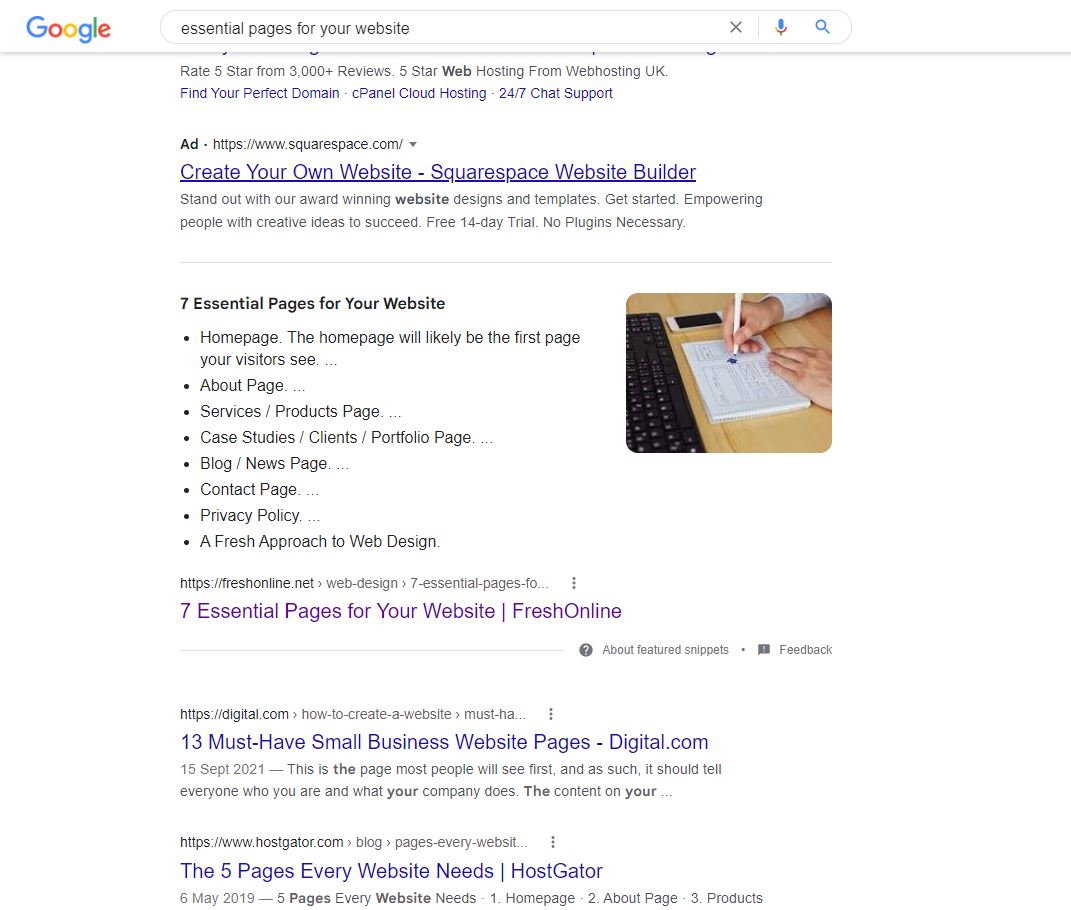 Google
essential pages for your website
Rate 5 Star from 3,000+ Reviews. 5 Star Web Hosting From Webhosting UK.
Find Your Perfect Domain · cPanel Cloud Hosting · 24/7 Chat Support
Ad · https://www.squarespace.com/
Create Your Own Website - Squarespace Website Builder
Stand out with our award winning website designs and templates. Get started. Empowering
people with creative ideas to succeed. Free 14-day Trial. No Plugins Necessary.
7 Essential Pages for Your Website
• Homepage. The homepage will likely be the first page
your visitors see. ...
• About Page. ...
• Services / Products Page. ...
• Case Studies / Clients / Portfolio Page. ...
• Blog / News Page. ...
• Contact Page. ...
• Privacy Policy. ...
• A Fresh Approach to Web Design.
https://freshonline.net › web-design › 7-essential-pages-fo...
7 Essential Pages for Your Website | FreshOnline
About featured snippets • Feedback
https://digital.com › how-to-create-a-website › must-ha...
13 Must-Have Small Business Website Pages - Digital.com
15 Sept 2021 — This is the page most people will see first, and as such, it should tell
everyone who you are and what your company does. The content on your ...
https://www.hostgator.com › blog › pages-every-websit...
The 5 Pages Every Website Needs | HostGator
6 May 2019 — 5 Pages Every Website Needs · 1. Homepage · 2. About Page · 3. Products